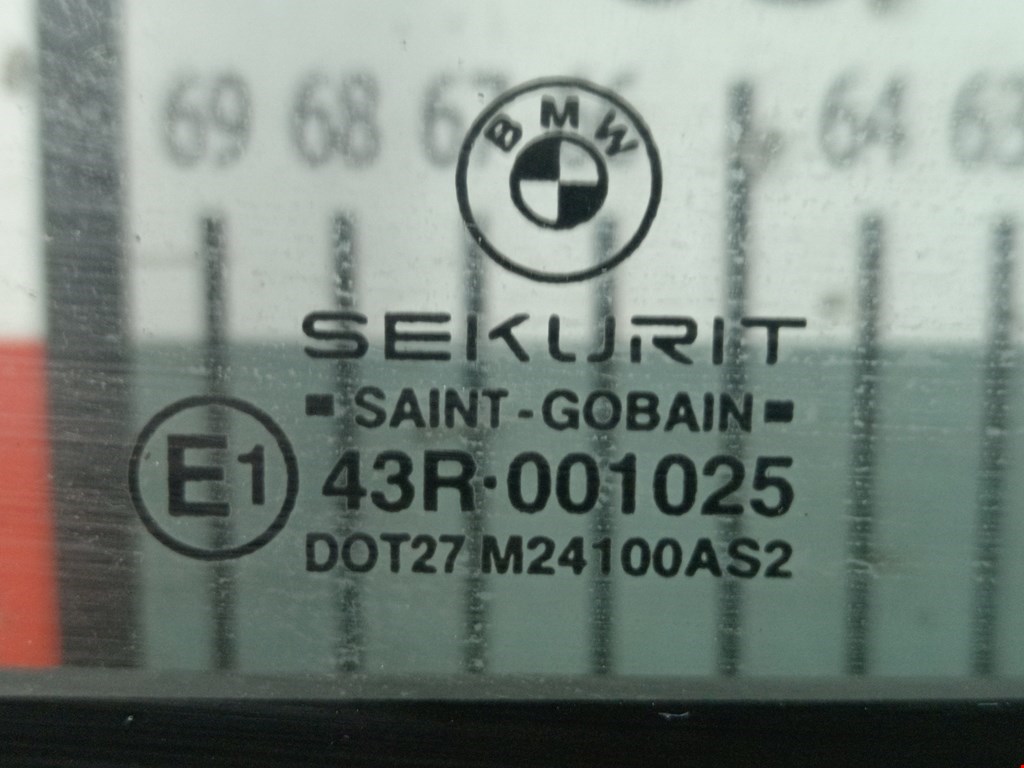 69 68 67 64 63
BMW
SEKURIT
SAINT-GOBAIN
E1
43R·001025
DOT27 M24100AS2